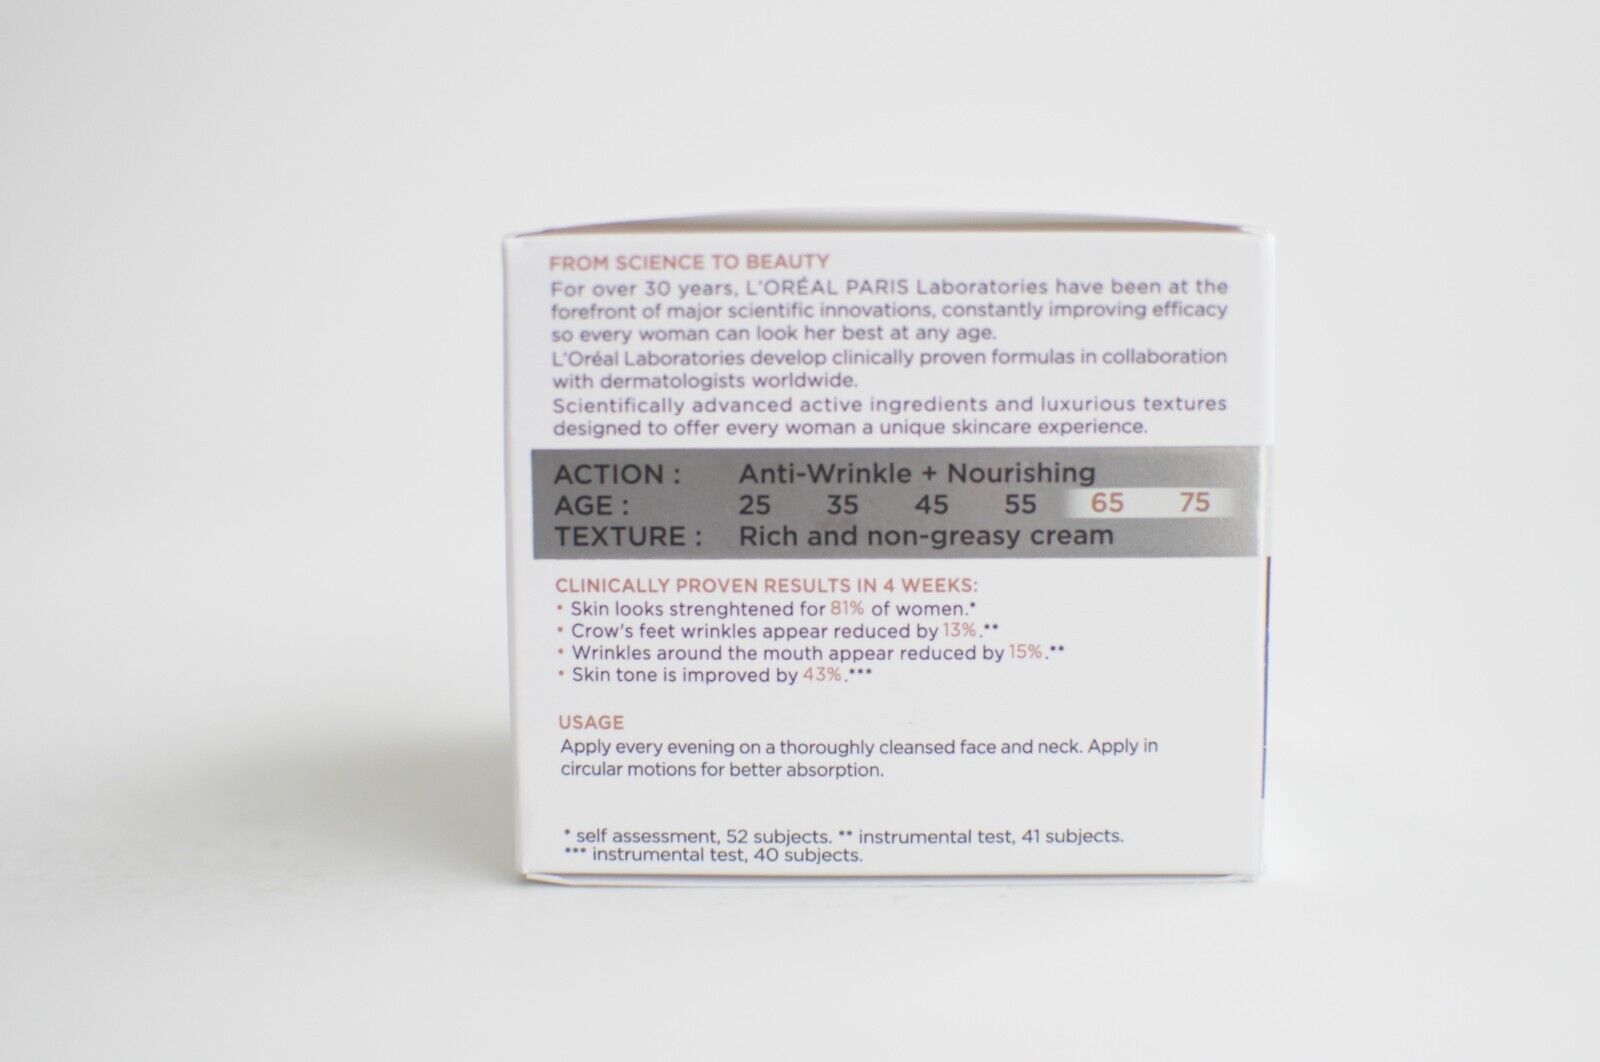 FROM SCIENCE TO BEAUTY
For over 30 years, L'ORÉAL PARIS Laboratories have been at the
forefront of major scientific innovations, constantly improving efficacy
so every woman can look her best at any age.
L'Oréal Laboratories develop clinically proven formulas in collaboration
with dermatologists worldwide.
Scientifically advanced active ingredients and luxurious textures
designed to offer every woman a unique skincare experience.
ACTION : Anti-Wrinkle + Nourishing
AGE : 25 35 45 55 65 75
TEXTURE : Rich and non-greasy cream
CLINICALLY PROVEN RESULTS IN 4 WEEKS:
• Skin looks strenghtened for 81% of women.*
• Crow's feet wrinkles appear reduced by 13%.**
• Wrinkles around the mouth appear reduced by 15%.**
• Skin tone is improved by 43%.***
USAGE
Apply every evening on a thoroughly cleansed face and neck. Apply in
circular motions for better absorption.
* self assessment, 52 subjects. ** instrumental test, 41 subjects.
*** instrumental test, 40 subjects.